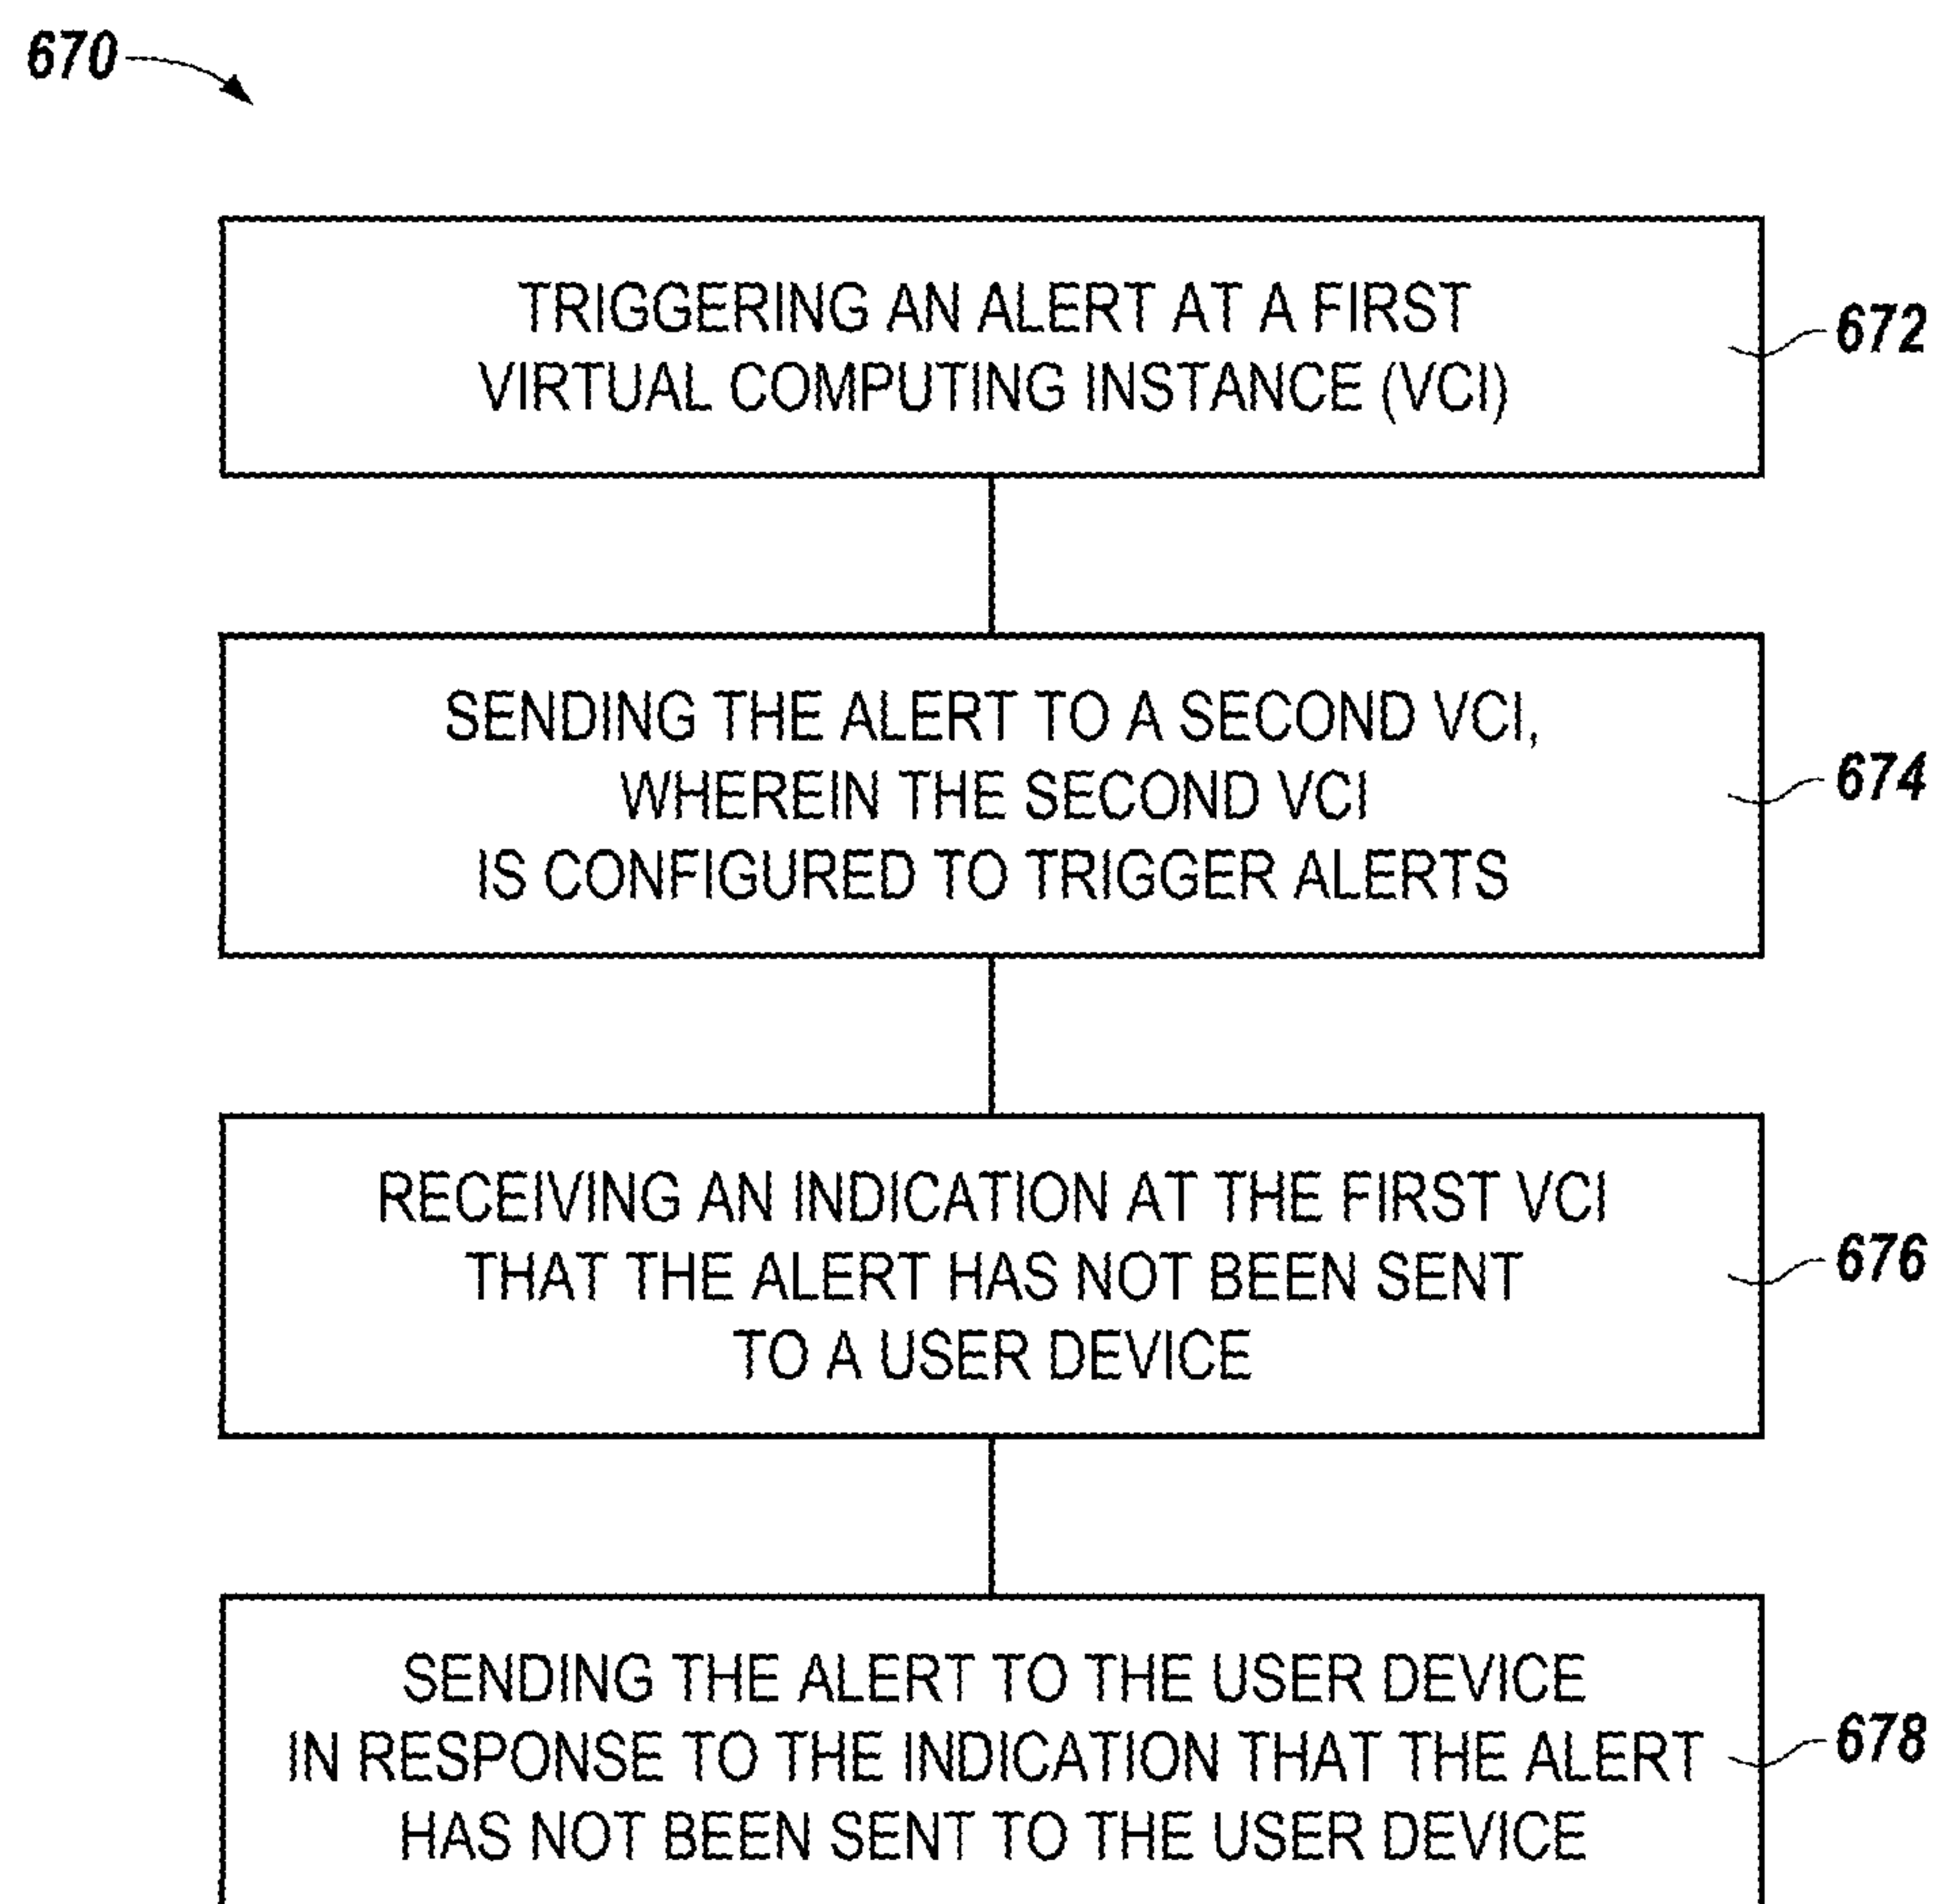 670
TRIGGERING AN ALERT AT A FIRST
VIRTUAL COMPUTING INSTANCE (VCI)
672
SENDING THE ALERT TO A SECOND VCI,
WHEREIN THE SECOND VCI
IS CONFIGURED TO TRIGGER ALERTS
674
RECEIVING AN INDICATION AT THE FIRST VCI
THAT THE ALERT HAS NOT BEEN SENT
TO A USER DEVICE
676
SENDING THE ALERT TO THE USER DEVICE
IN RESPONSE TO THE INDICATION THAT THE ALERT
HAS NOT BEEN SENT TO THE USER DEVICE
678